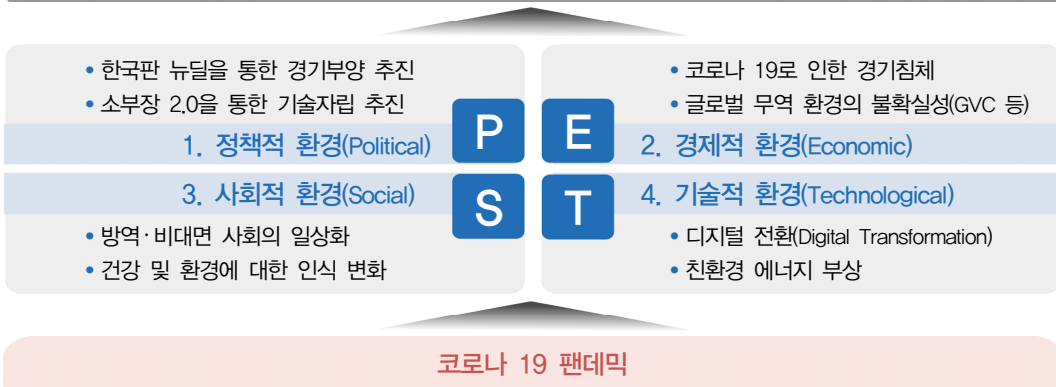 • 한국판 뉴딜을 통한 경기부양 추진
• 소부장 2.0을 통한 기술자립 추진
P
1. 정책적 환경(Political)
• 코로나 19로 인한 경기침체
• 글로벌 무역 환경의 불확실성(GVC 등)
E
2. 경제적 환경(Economic)
3. 사회적 환경(Social)
S
• 방역·비대면 사회의 일상화
• 건강 및 환경에 대한 인식 변화
T
4. 기술적 환경(Technological)
• 디지털 전환(Digital Transformation)
• 친환경 에너지 부상
코로나 19 팬데믹